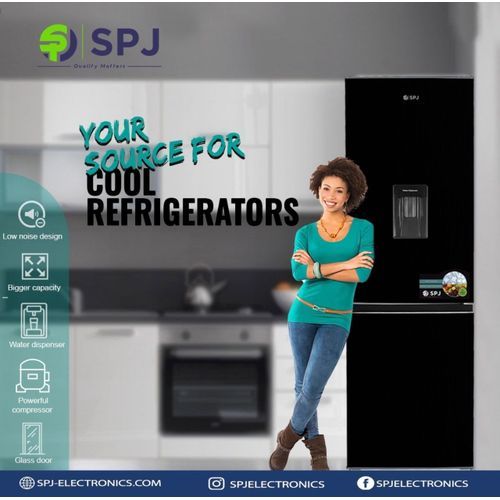 SPJ
Quality Matters
YOUR
SOURCE FOR
COOL
REFRIGERATORS
Low noise design
Bigger capacity
Water dispenser
Powerful
compressor
Glass door
SPJ
SPJ
SPJ-ELECTRONICS.COM
SPJELECTRONICS
SPJELECTRONICS